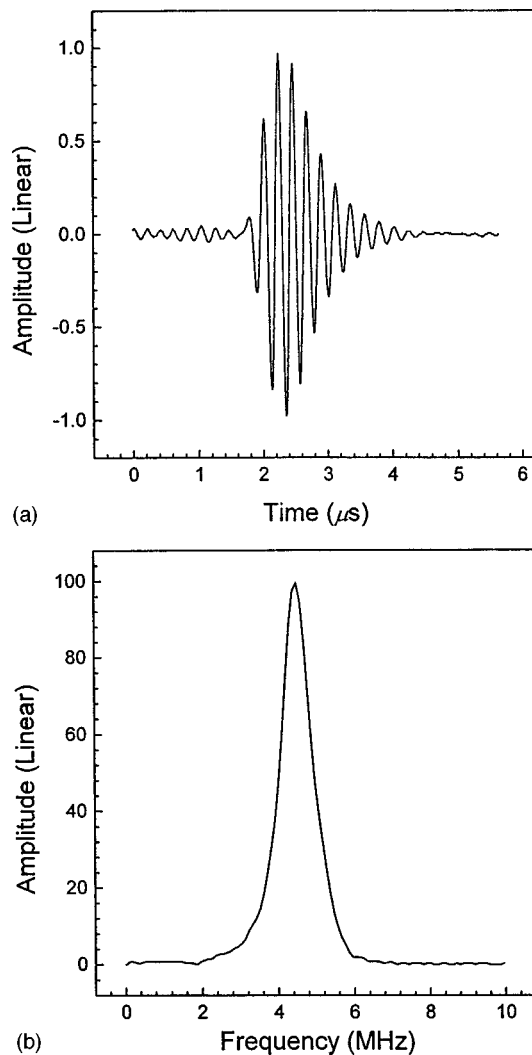 1.0
0.5
0.0
-0.5
-1.0
Amplitude (Linear)
0 1 2 3 4 5 6
Time (μs)
(a)
100
80
60
40
20
0
Amplitude (Linear)
0 2 4 6 8 10
Frequency (MHz)
(b)